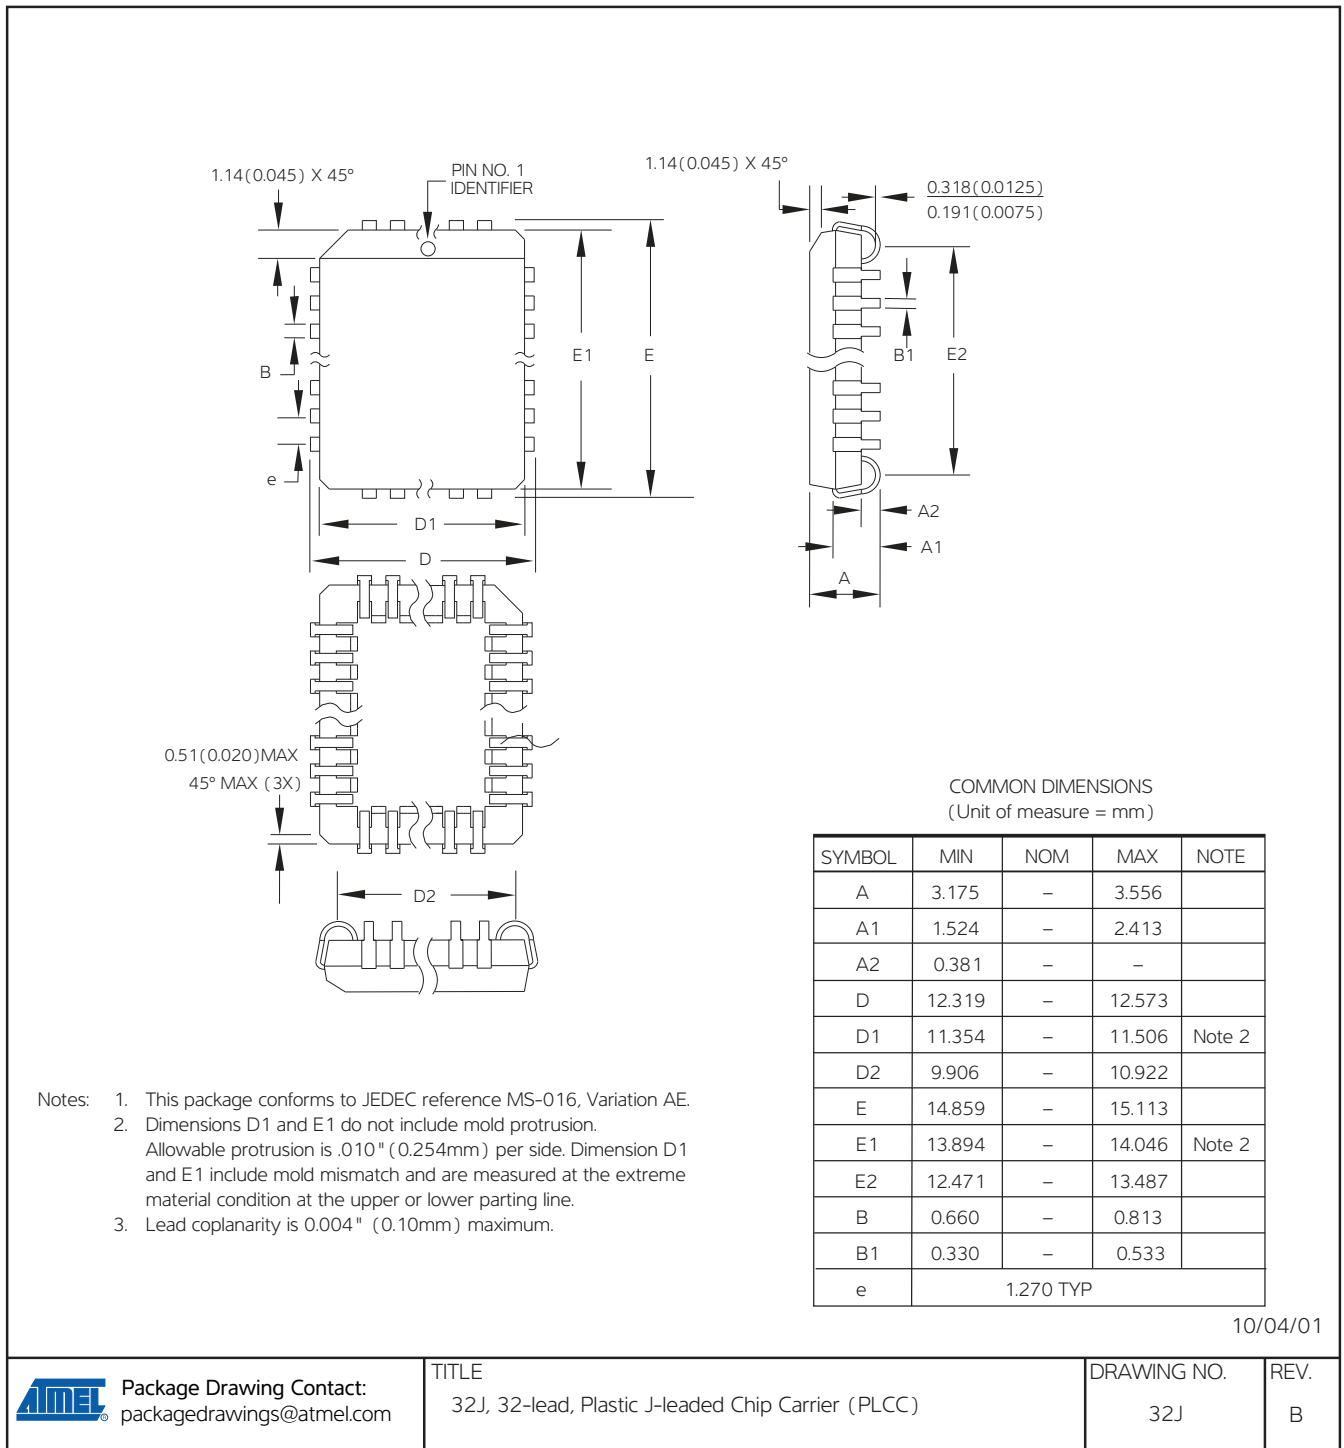 1.14(0.045) X 45°
PIN NO. 1
IDENTIFIER
1.14(0.045) X 45°
0.318(0.0125)
0.191(0.0075)
B
e
E1
E
B1
E2
D1
D
A2
A1
A
0.51(0.020)MAX
45° MAX (3X)
D2
COMMON DIMENSIONS
(Unit of measure = mm)
SYMBOL MIN NOM MAX NOTE
A 3.175 – 3.556
A1 1.524 – 2.413
A2 0.381 – –
D 12.319 – 12.573
D1 11.354 – 11.506 Note 2
D2 9.906 – 10.922
E 14.859 – 15.113
E1 13.894 – 14.046 Note 2
E2 12.471 – 13.487
B 0.660 – 0.813
B1 0.330 – 0.533
e 1.270 TYP
Notes: 1. This package conforms to JEDEC reference MS-016, Variation AE.
2. Dimensions D1 and E1 do not include mold protrusion.
Allowable protrusion is .010"(0.254mm) per side. Dimension D1
and E1 include mold mismatch and are measured at the extreme
material condition at the upper or lower parting line.
3. Lead coplanarity is 0.004" (0.10mm) maximum.
10/04/01
ATMEL ®
Package Drawing Contact:
packagedrawings@atmel.com
TITLE
32J, 32-lead, Plastic J-leaded Chip Carrier (PLCC)
DRAWING NO.
32J
REV.
B